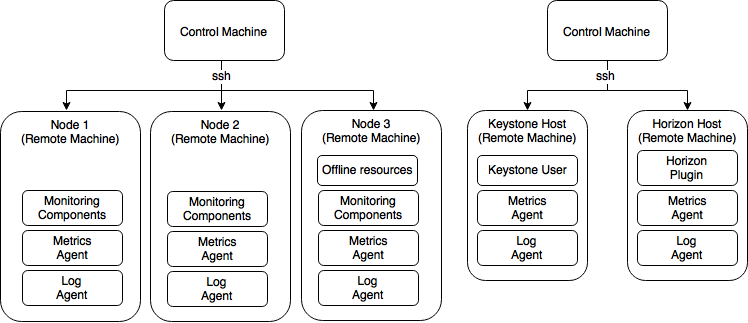 Control Machine
ssh
Node 1
(Remote Machine)
Monitoring
Components
Metrics
Agent
Log
Agent
Node 2
(Remote Machine)
Monitoring
Components
Metrics
Agent
Log
Agent
Node 3
(Remote Machine)
Offline resources
Monitoring
Components
Metrics
Agent
Log
Agent
Control Machine
ssh
Keystone Host
(Remote Machine)
Keystone User
Metrics
Agent
Log
Agent
Horizon Host
(Remote Machine)
Horizon
Plugin
Metrics
Agent
Log
Agent